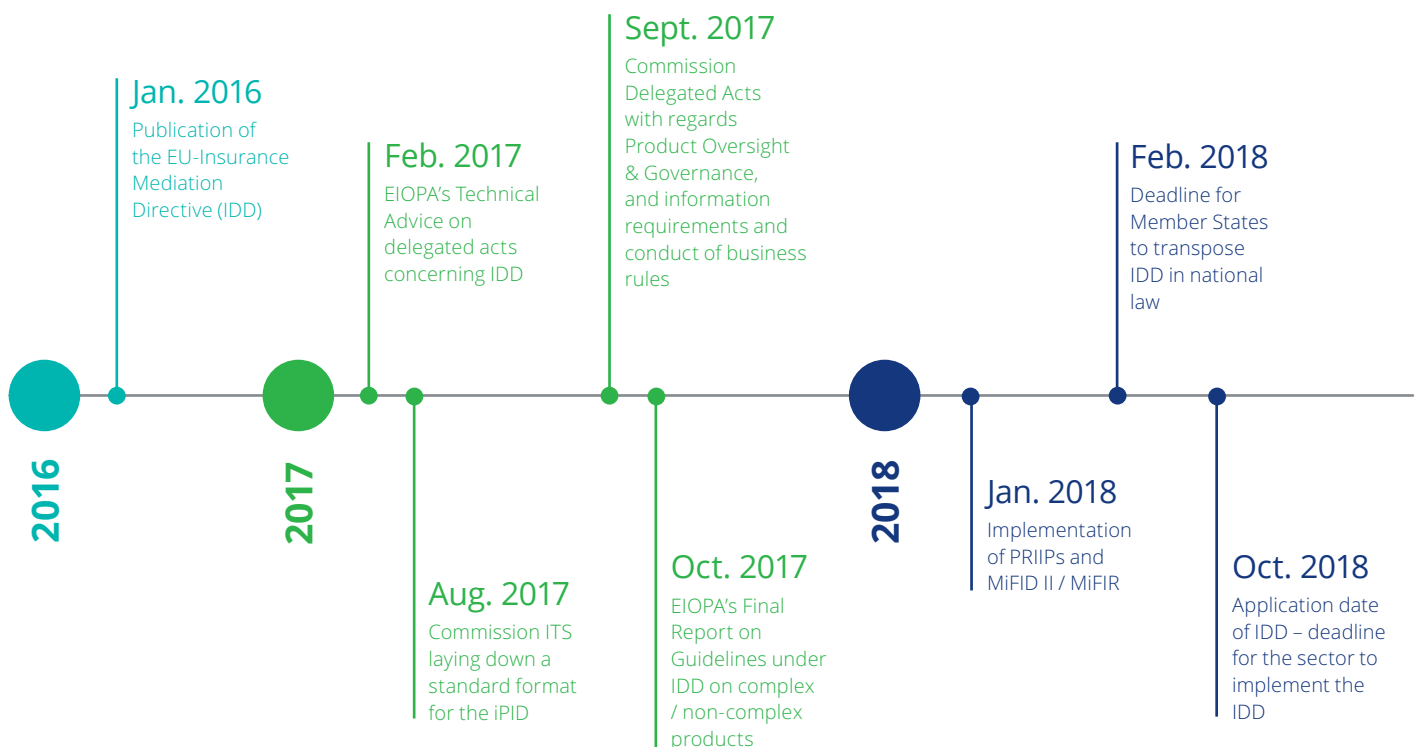 Jan. 2016
Publication of
the EU-Insurance
Mediation
Directive (IDD)
Feb. 2017
EIOPA’s Technical
Advice on
delegated acts
concerning IDD
Sept. 2017
Commission
Delegated Acts
with regards
Product Oversight
& Governance,
and information
requirements and
conduct of business
rules
Feb. 2018
Deadline for
Member States
to transpose
IDD in national
law
2016
2017
2018
Aug. 2017
Commission ITS
laying down a
standard format
for the iPID
Oct. 2017
EIOPA’s Final
Report on
Guidelines under
IDD on complex
/ non-complex
products
Jan. 2018
Implementation
of PRIIPs and
MiFID II / MiFIR
Oct. 2018
Application date
of IDD – deadline
for the sector to
implement the
IDD